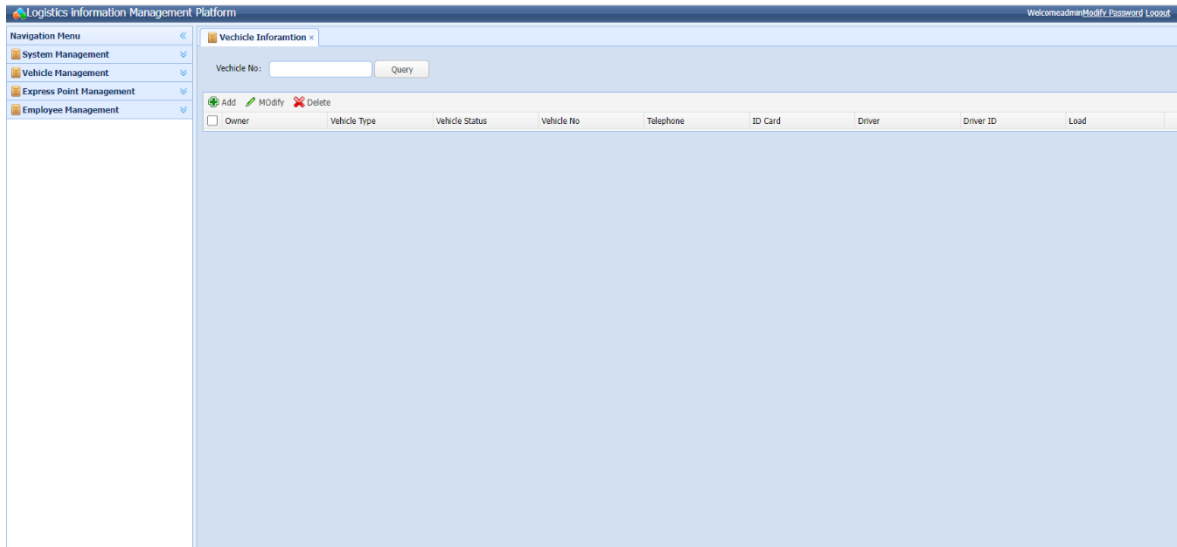 Logistics information Management Platform
WelcomeadminModify Password Logout
Navigation Menu
System Management
Vehicle Management
Express Point Management
Employee Management
Vechicle Inforamtion ×
Vechicle No:
Query
Add MOdify Delete
Owner Vehicle Type Vehicle Status Vehicle No Telephone ID Card Driver Driver ID Load